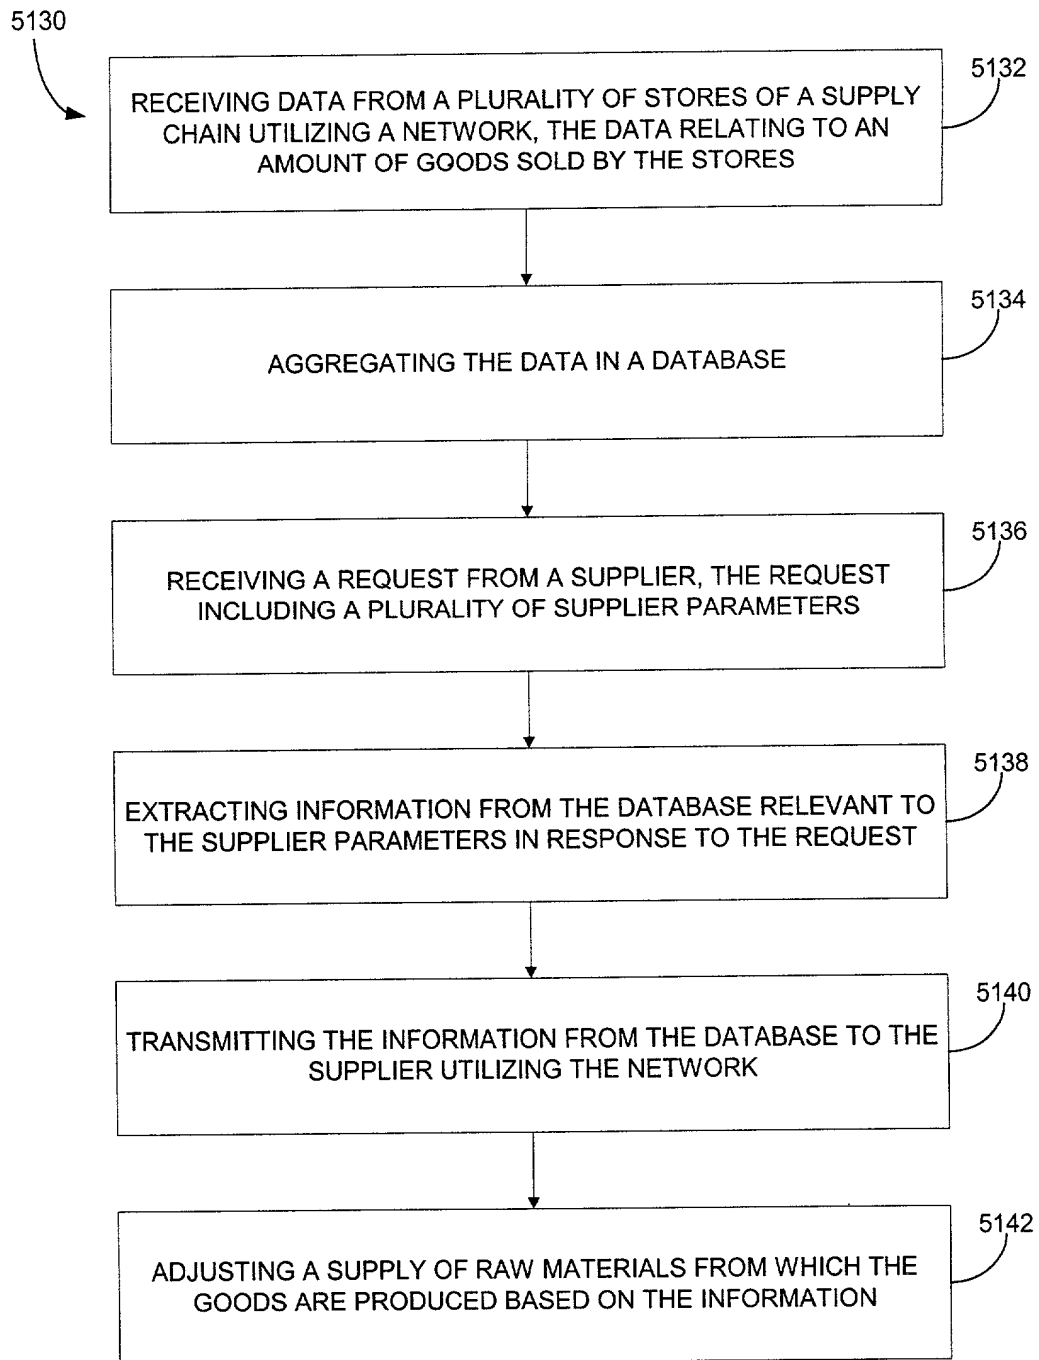 5130
5132
RECEIVING DATA FROM A PLURALITY OF STORES OF A SUPPLY
CHAIN UTILIZING A NETWORK, THE DATA RELATING TO AN
AMOUNT OF GOODS SOLD BY THE STORES
5134
AGGREGATING THE DATA IN A DATABASE
5136
RECEIVING A REQUEST FROM A SUPPLIER, THE REQUEST
INCLUDING A PLURALITY OF SUPPLIER PARAMETERS
5138
EXTRACTING INFORMATION FROM THE DATABASE RELEVANT TO
THE SUPPLIER PARAMETERS IN RESPONSE TO THE REQUEST
5140
TRANSMITTING THE INFORMATION FROM THE DATABASE TO THE
SUPPLIER UTILIZING THE NETWORK
5142
ADJUSTING A SUPPLY OF RAW MATERIALS FROM WHICH THE
GOODS ARE PRODUCED BASED ON THE INFORMATION